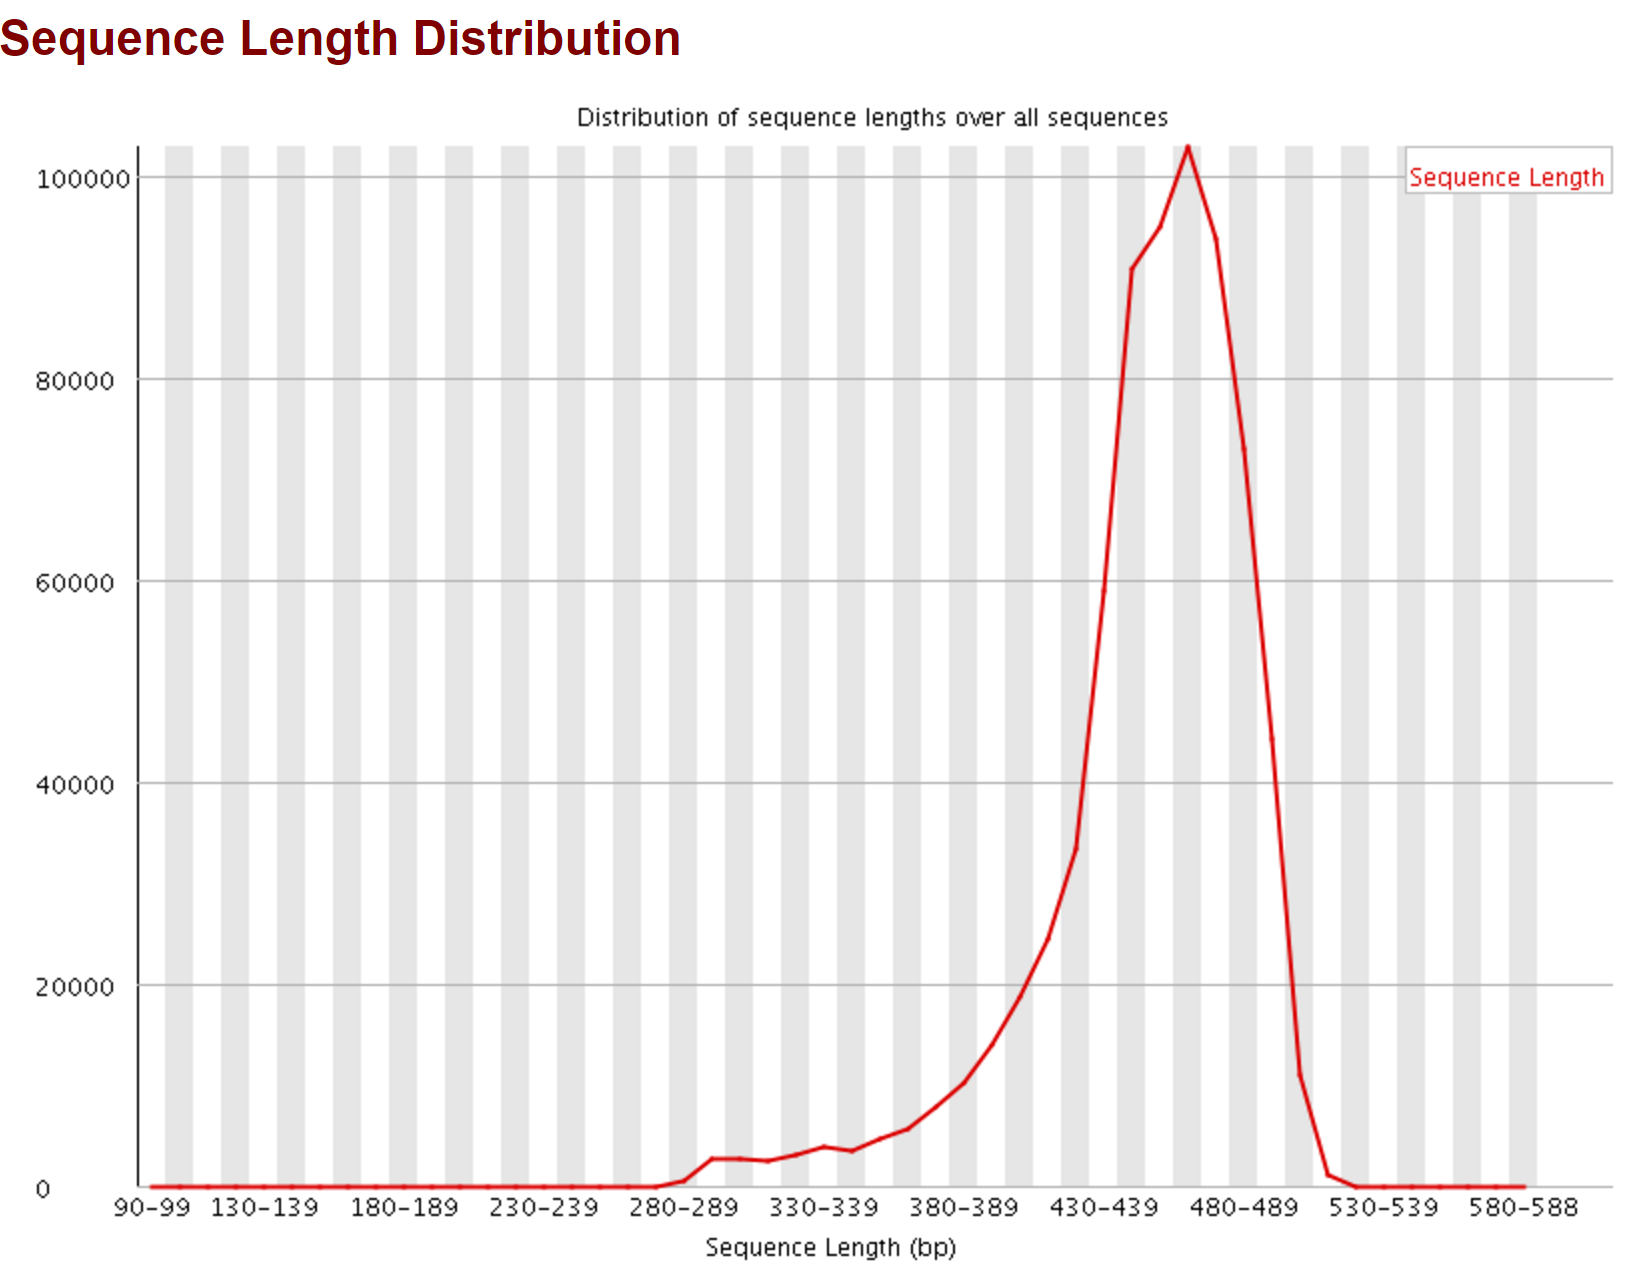 Sequence Length Distribution
Distribution of sequence lengths over all sequences
Sequence Length
100000
80000
60000
40000
20000
0
90-99 130-139 180-189 230-239 280-289 330-339 380-389 430-439 480-489 530-539 580-588
Sequence Length (bp)